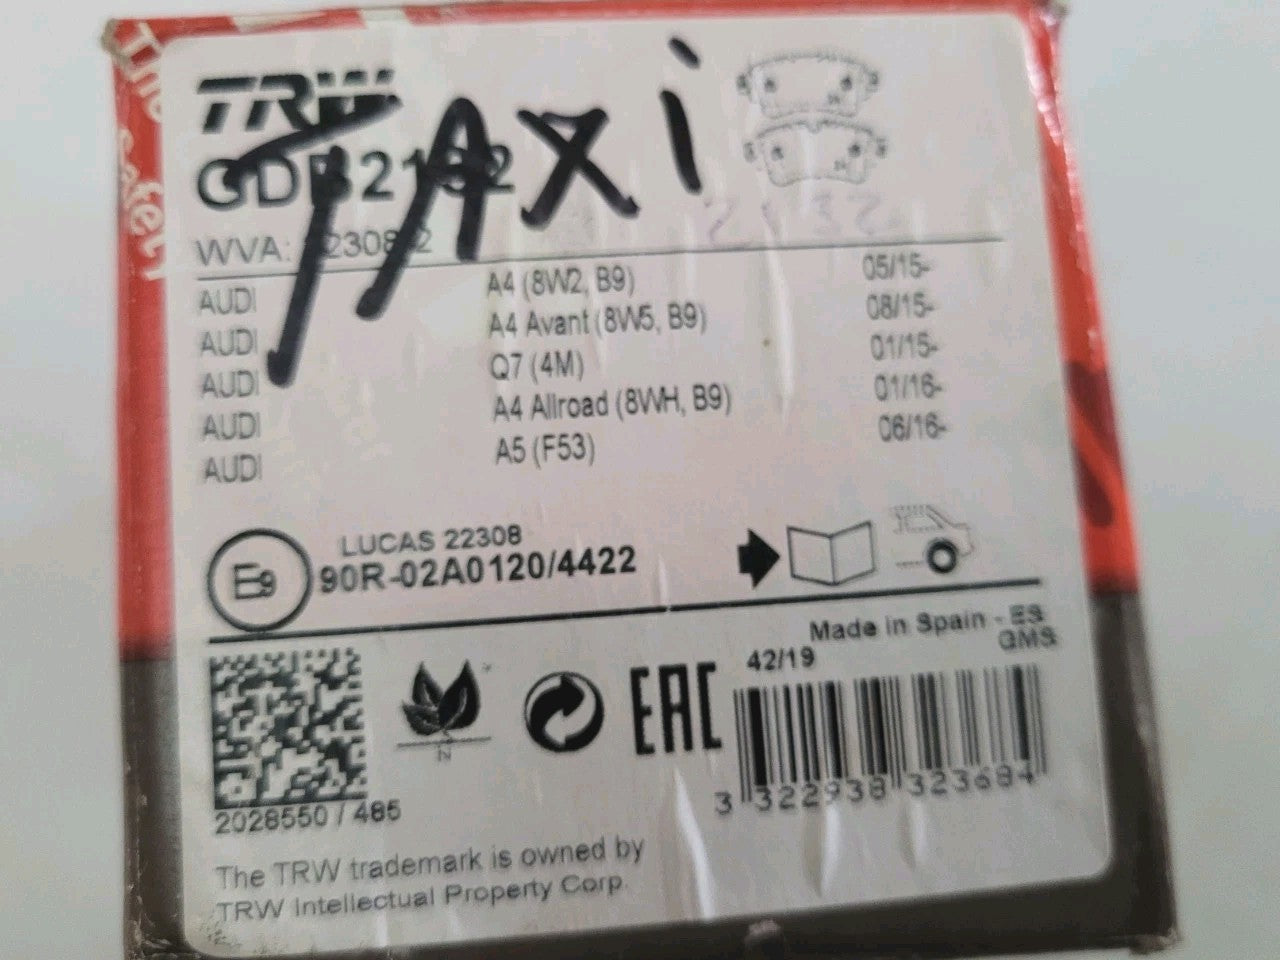 The Safety
TRW
TAXi
GDB2132
WVA: 22308
2132
AUDI A4 (8W2, B9) 05/15-
AUDI A4 Avant (8W5, B9) 08/15-
AUDI Q7 (4M) 01/15-
AUDI A4 Allroad (8WH, B9) 01/16-
AUDI A5 (F53) 06/16-
E9
LUCAS 22308
90R-02A0120/4422
Made in Spain - ES
GMS
42/19
N
EAC
3 322938 323684
2028550 / 485
The TRW trademark is owned by
TRW Intellectual Property Corp.